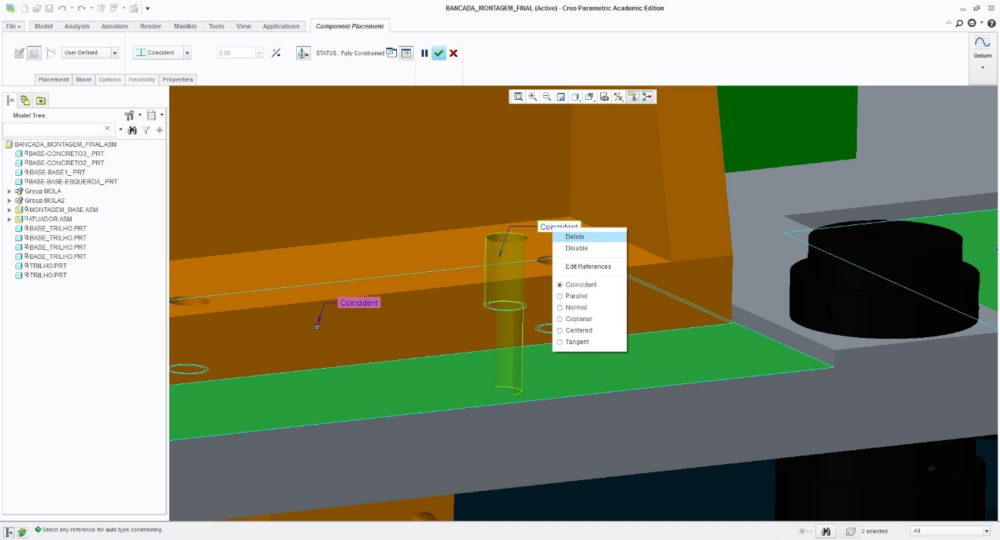 BANCADA_MONTAGEM_FINAL (Active) - Creo Parametric Academic Edition
File Model Analysis Annotate Render Manikin Tools View Applications Component Placement
User Defined Coincident 0.00 STATUS : Fully Constrained
Datum
Placement Move Options Flexibility Properties
Model Tree
BANCADA_MONTAGEM_FINAL.ASM
BASE-CONCRETO3_.PRT
BASE-CONCRETO2_.PRT
BASE-BASE1_.PRT
BASE-BASE-ESQUERDA_.PRT
Group MOLA
Group MOLA2
MONTAGEM_BASE.ASM
ATUADOR.ASM
BASE_TRILHO.PRT
BASE_TRILHO.PRT
BASE_TRILHO.PRT
BASE_TRILHO.PRT
TRILHO.PRT
TRILHO.PRT
Coincident
Delete
Disable
Edit References
Coincident
Parallel
Normal
Coplanar
Centered
Tangent
Coincident
Select any reference for auto type constraining.
2 selected
All